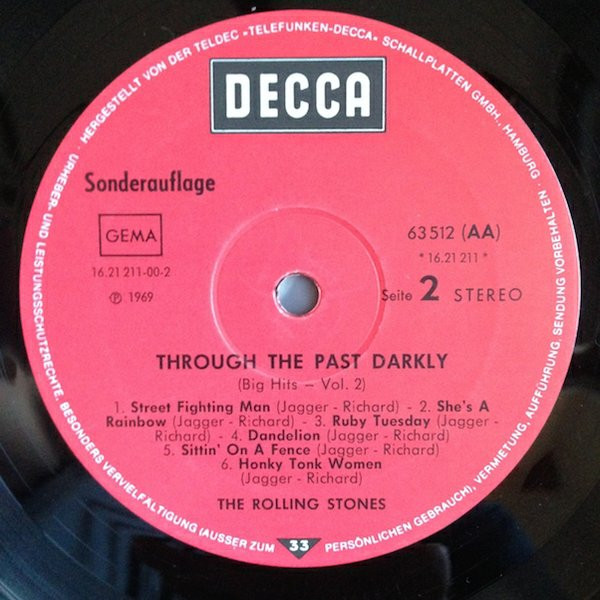 HERGESTELLT VON DER TELDEC »TELEFUNKEN-DECCA« SCHALLPLATTEN GMBH., HAMBURG · URHEBER- UND LEISTUNGSSCHUTZRECHTE, BESONDERS VERVIELFÄLTIGUNG (AUSSER ZUM PERSÖNLICHEN GEBRAUCH), VERMIETUNG, AUFFÜHRUNG, SENDUNG VORBEHALTEN ·
DECCA
Sonderauflage
GEMA
16.21 211-00-2
℗ 1969
63 512 (AA)
* 16.21 211 *
Seite 2 STEREO
THROUGH THE PAST DARKLY
(Big Hits – Vol. 2)
1. Street Fighting Man (Jagger - Richard) - 2. She's A
Rainbow (Jagger - Richard) - 3. Ruby Tuesday (Jagger -
Richard) - 4. Dandelion (Jagger - Richard)
5. Sittin' On A Fence (Jagger - Richard)
6. Honky Tonk Women
(Jagger - Richard)
THE ROLLING STONES
33